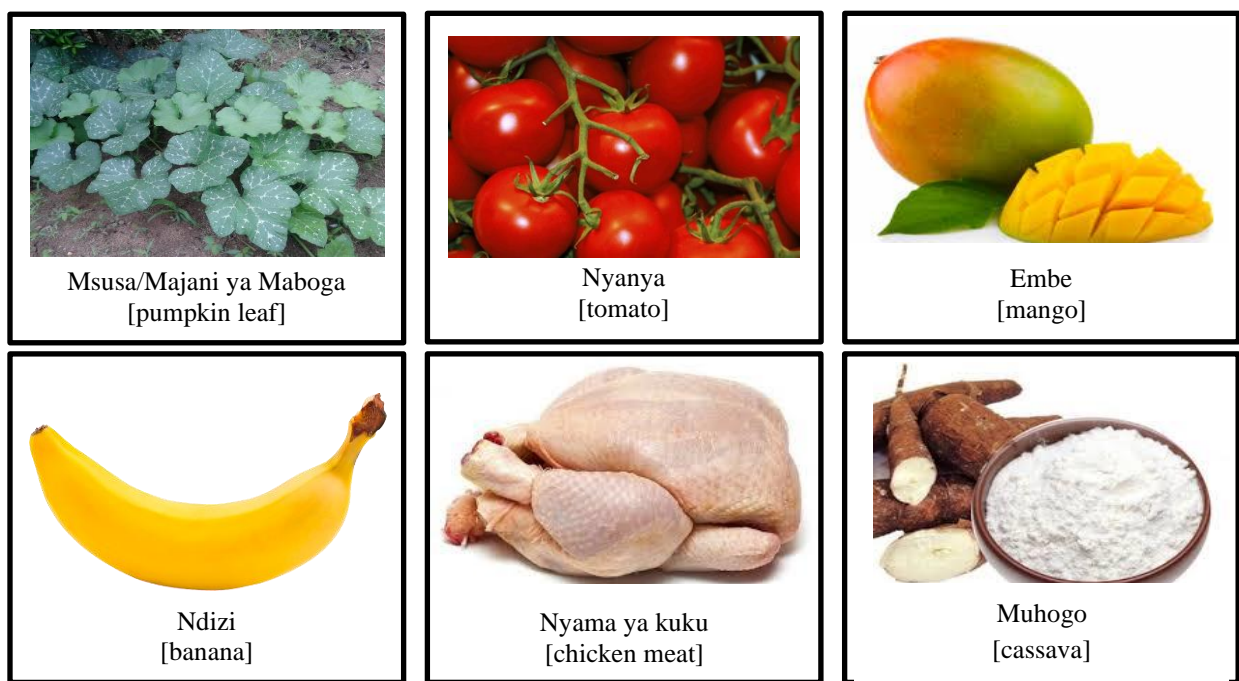 Msusa/Majani ya Maboga
[pumpkin leaf]
Nyanya
[tomato]
Embe
[mango]
Ndizi
[banana]
Nyama ya kuku
[chicken meat]
Muhogo
[cassava]